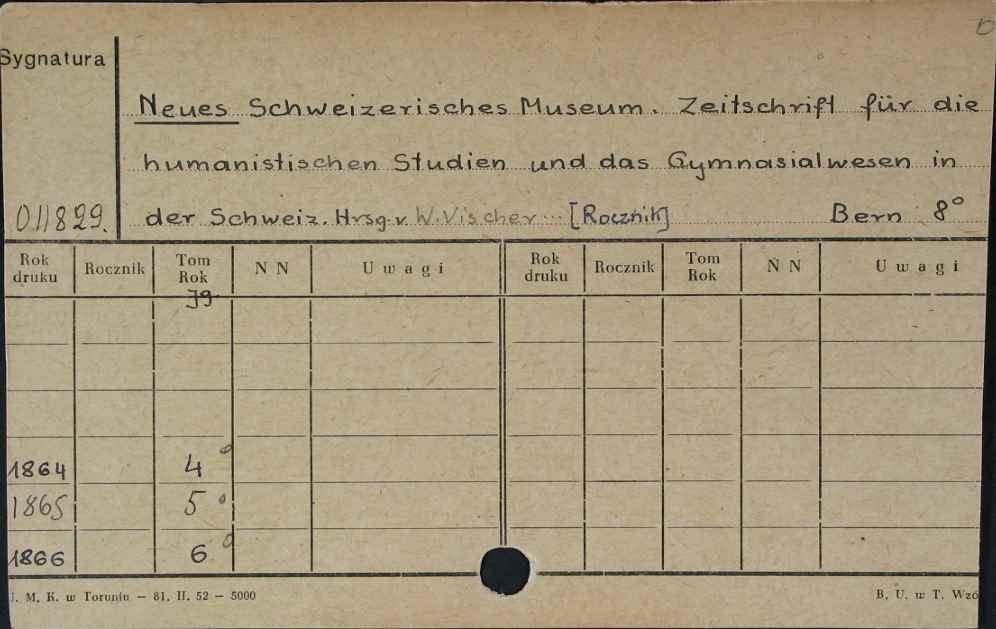 Sygnatura
Neues Schweizerisches Museum. Zeitschrift für die
humanistischen Studien und das Gymnasialwesen in
011829. der Schweiz. Hrsg. v. W. Vischer [Rocznik] Bern 8°
Rok druku Rocznik Tom Rok N N Uwagi Rok druku Rocznik Tom Rok N N Uwagi
Jg.
1864 4
1865 5
1866 6
. M. K. w Toruniu — 81. II. 52 — 5000 B. U. w T. Wzó